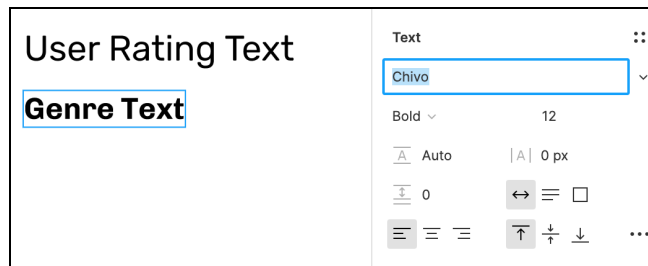 User Rating Text
Genre Text
Text
Chivo
Bold
12
A Auto
|A| 0 px
0